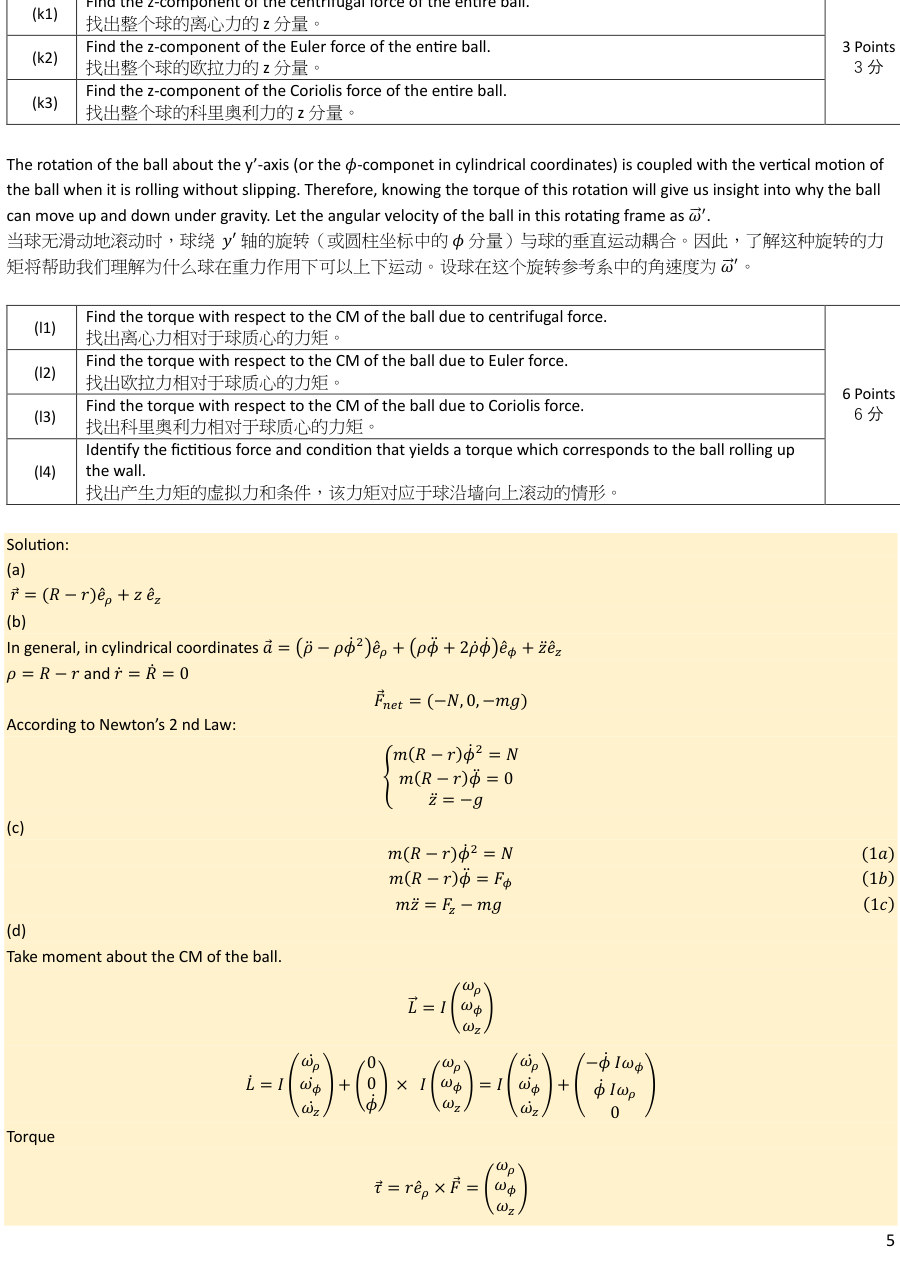 (k1) Find the z-component of the centrifugal force of the entire ball.
找出整个球的离心力的 z 分量。
(k2) Find the z-component of the Euler force of the entire ball.
找出整个球的欧拉力的 z 分量。
3 Points
3 分
(k3) Find the z-component of the Coriolis force of the entire ball.
找出整个球的科里奥利力的 z 分量。
The rotation of the ball about the y′-axis (or the ϕ-componet in cylindrical coordinates) is coupled with the vertical motion of
the ball when it is rolling without slipping. Therefore, knowing the torque of this rotation will give us insight into why the ball
can move up and down under gravity. Let the angular velocity of the ball in this rotating frame as ω⃗′.
当球无滑动地滚动时，球绕 y′ 轴的旋转（或圆柱坐标中的 ϕ 分量）与球的垂直运动耦合。因此，了解这种旋转的力
矩将帮助我们理解为什么球在重力作用下可以上下运动。设球在这个旋转参考系中的角速度为 ω⃗′。
(l1) Find the torque with respect to the CM of the ball due to centrifugal force.
找出离心力相对于球质心的力矩。
(l2) Find the torque with respect to the CM of the ball due to Euler force.
找出欧拉力相对于球质心的力矩。
6 Points
6 分
(l3) Find the torque with respect to the CM of the ball due to Coriolis force.
找出科里奥利力相对于球质心的力矩。
(l4) Identify the fictitious force and condition that yields a torque which corresponds to the ball rolling up
the wall.
找出产生力矩的虚拟力和条件，该力矩对应于球沿墙向上滚动的情形。
Solution:
(a)
r⃗ = (R − r)ê_ρ + z ê_z
(b)
In general, in cylindrical coordinates a⃗ = (ρ̈ − ρϕ̇²)ê_ρ + (ρϕ̈ + 2ρ̇ϕ̇)ê_ϕ + z̈ê_z
ρ = R − r and ṙ = Ṙ = 0
F⃗_net = (−N, 0, −mg)
According to Newton’s 2 nd Law:
{ m(R − r)ϕ̇² = N
m(R − r)ϕ̈ = 0
z̈ = −g
(c)
m(R − r)ϕ̇² = N (1a)
m(R − r)ϕ̈ = F_ϕ (1b)
mz̈ = F_z − mg (1c)
(d)
Take moment about the CM of the ball.
L⃗ = I (ω_ρ ω_ϕ ω_z)
L̇ = I (ω̇_ρ ω̇_ϕ ω̇_z) + (0 0 ϕ̇) × I (ω_ρ ω_ϕ ω_z) = I (ω̇_ρ ω̇_ϕ ω̇_z) + (−ϕ̇ Iω_ϕ ϕ̇ Iω_ρ 0)
Torque
τ⃗ = rê_ρ × F⃗ = (ω_ρ ω_ϕ ω_z)
5